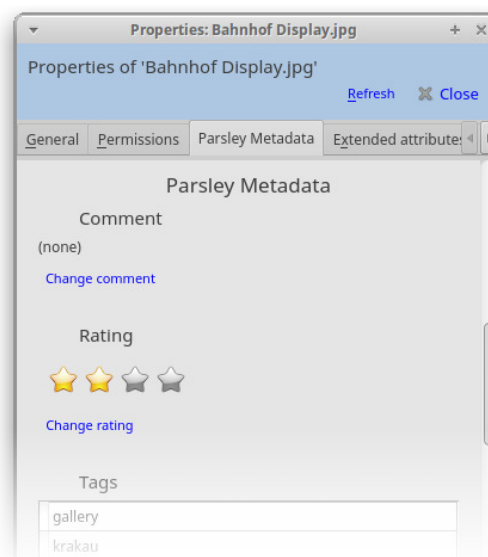 Properties: Bahnhof Display.jpg
Properties of 'Bahnhof Display.jpg'
Refresh Close
General Permissions Parsley Metadata Extended attributes
Parsley Metadata
Comment
(none)
Change comment
Rating
Change rating
Tags
gallery
krakau